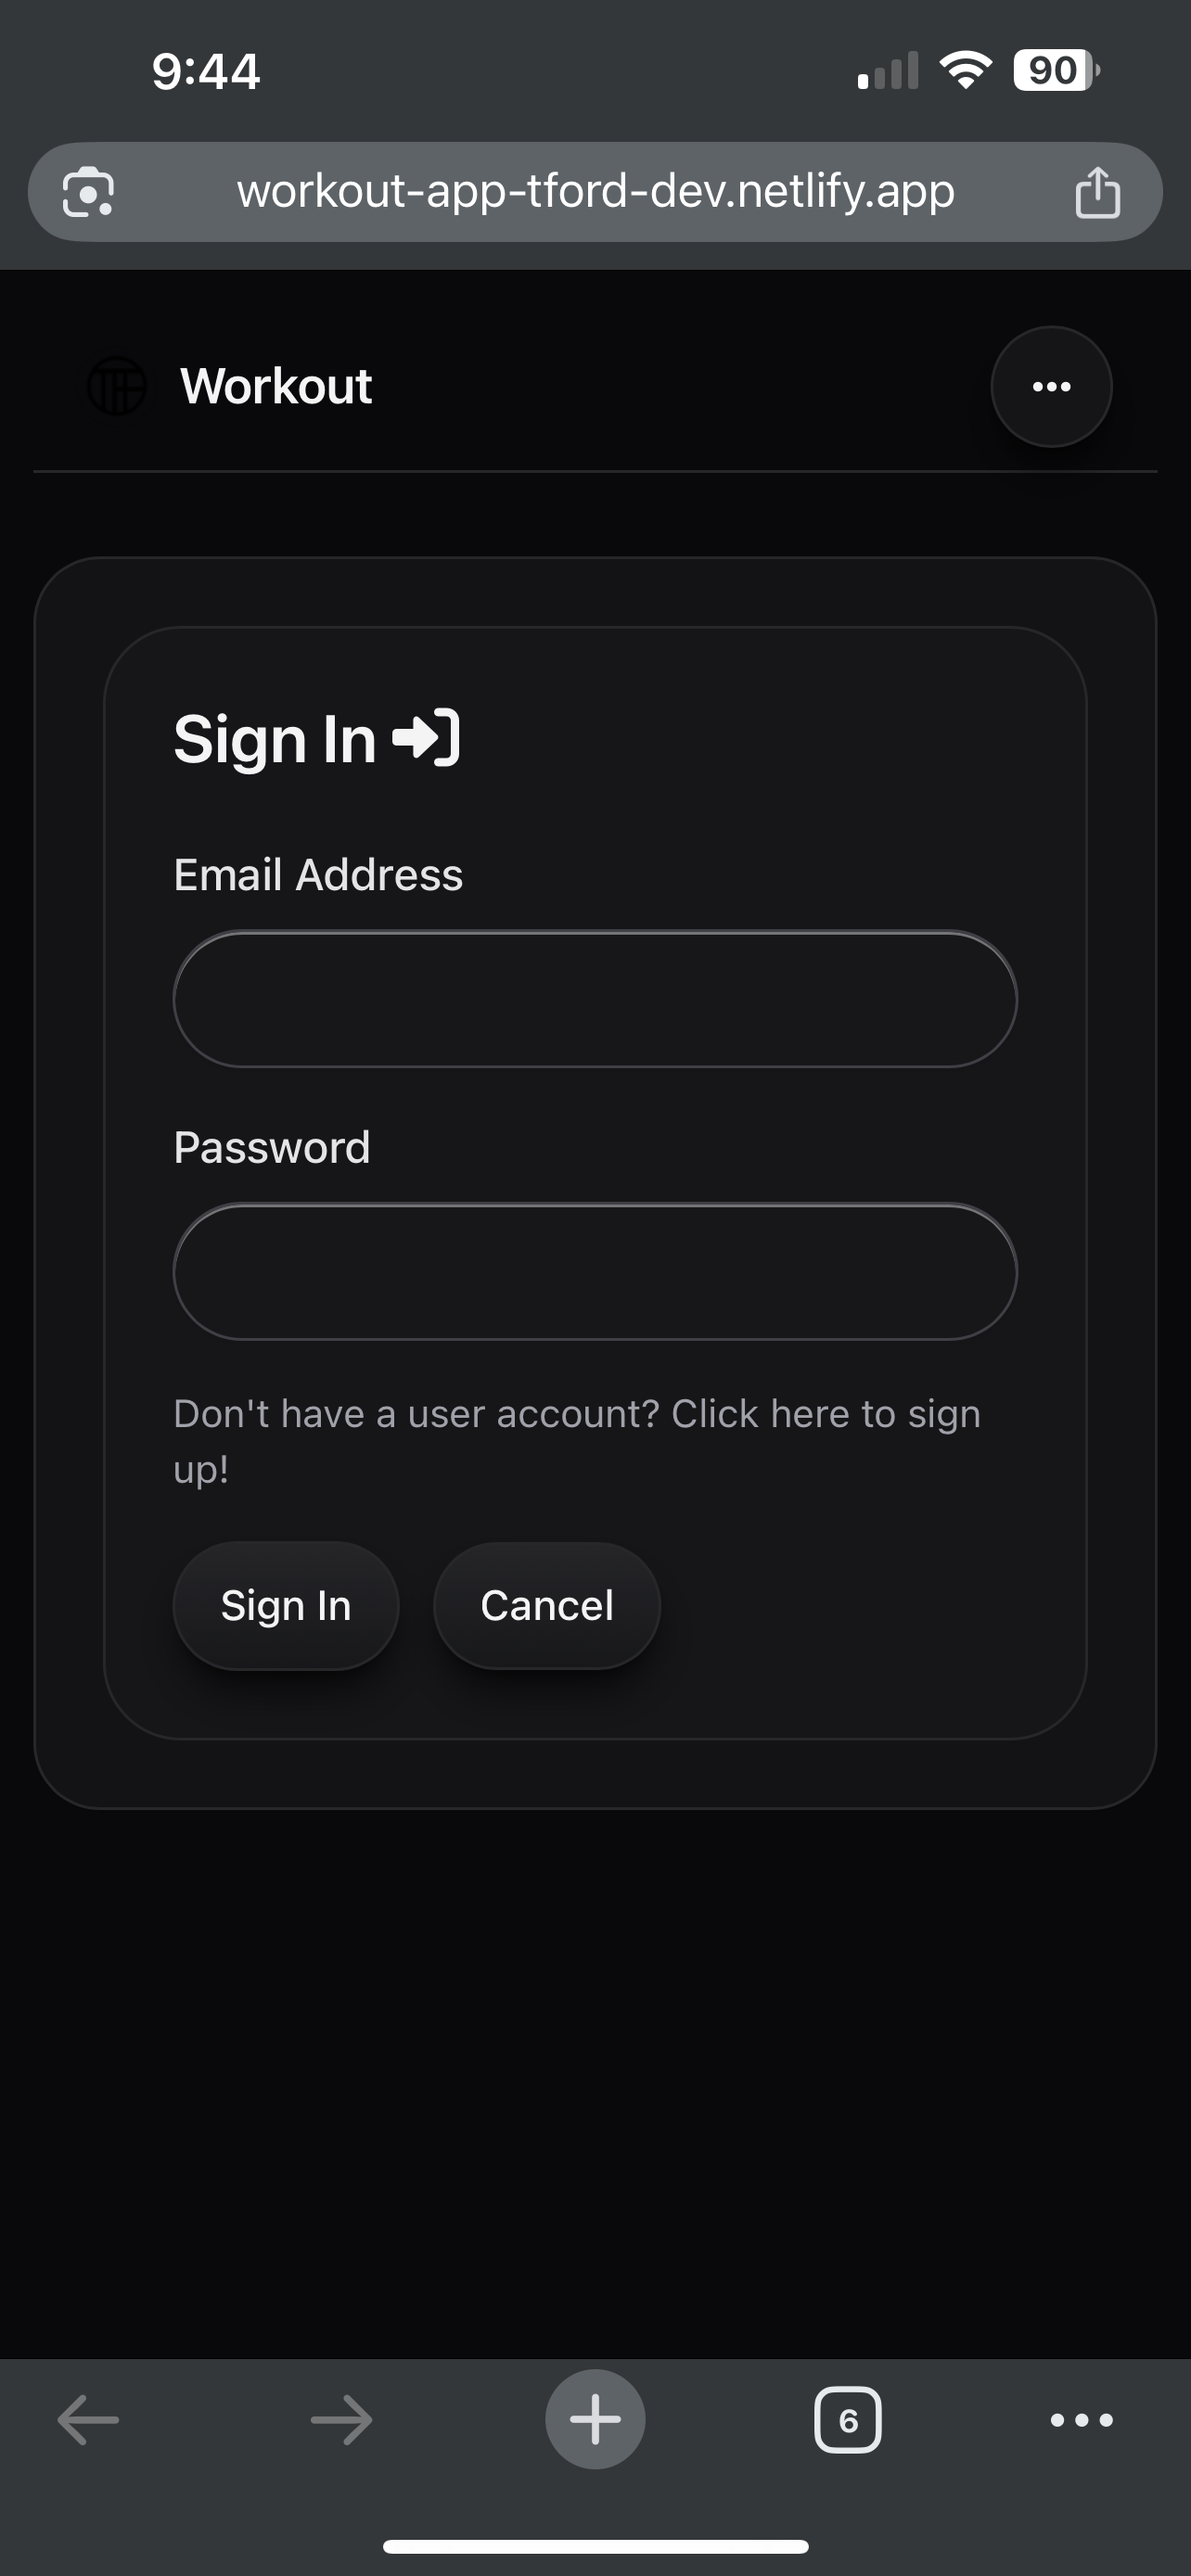 9:44
90
workout-app-tford-dev.netlify.app
Workout
Sign In
Email Address
Password
Don't have a user account? Click here to sign
up!
Sign In
Cancel
6